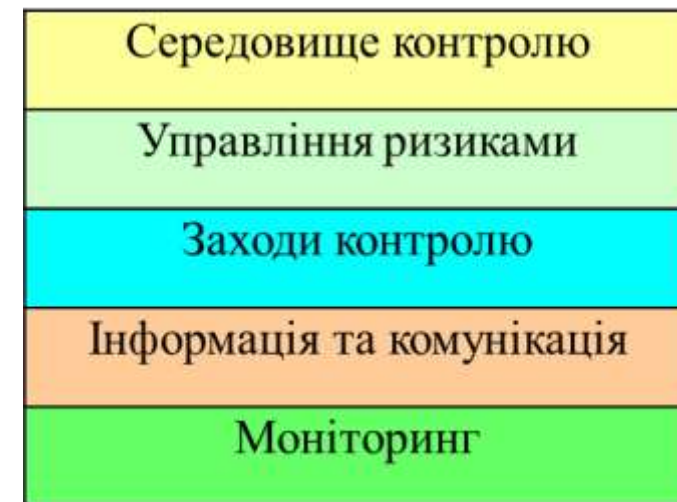 Середовище контролю
Управління ризиками
Заходи контролю
Інформація та комунікація
Моніторинг